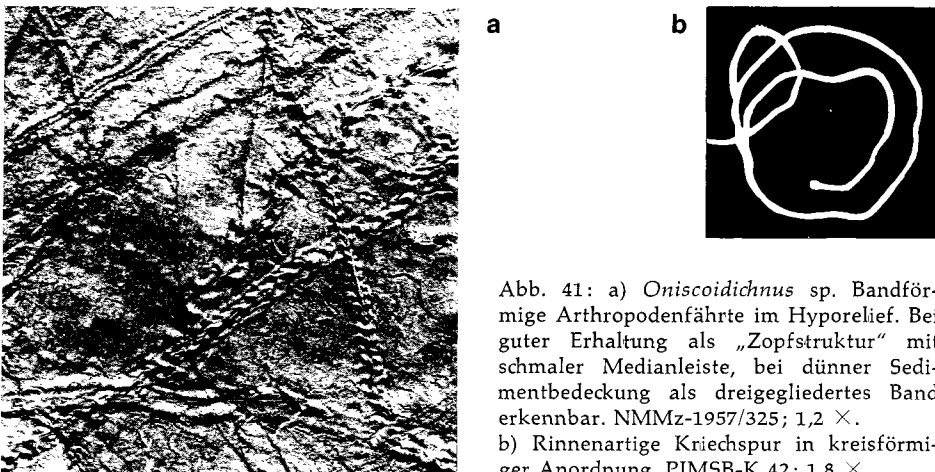 a
b
Abb. 41: a) Oniscoidichnus sp. Bandför-
mige Arthropodenfährte im Hyporelief. Bei
guter Erhaltung als „Zopfstruktur“ mit
schmaler Medianleiste, bei dünner Sedi-
mentbedeckung als dreigegliedertes Band
erkennbar. NMMz-1957/325; 1,2 ×.
b) Rinnenartige Kriechspur in kreisförmi-
ger Anordnung. PIMSB-K 42; 1,8 ×.